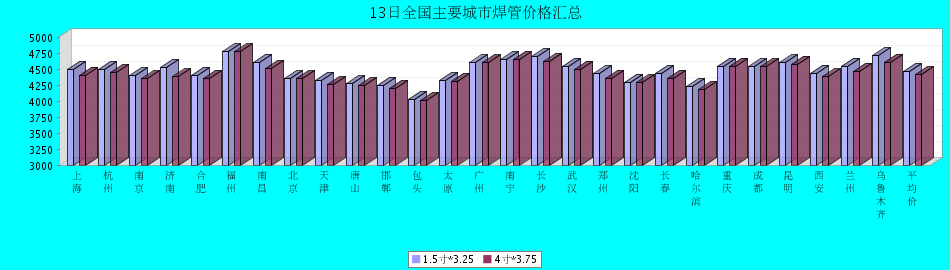 13日全国主要城市焊管价格汇总
5000
4750
4500
4250
4000
3750
3500
3250
3000
上海
杭州
南京
济南
合肥
福州
南昌
北京
天津
唐山
邯郸
包头
太原
广州
南宁
长沙
武汉
郑州
沈阳
长春
哈尔滨
重庆
成都
昆明
西安
兰州
乌鲁木齐
平均价
1.5寸*3.25
4寸*3.75